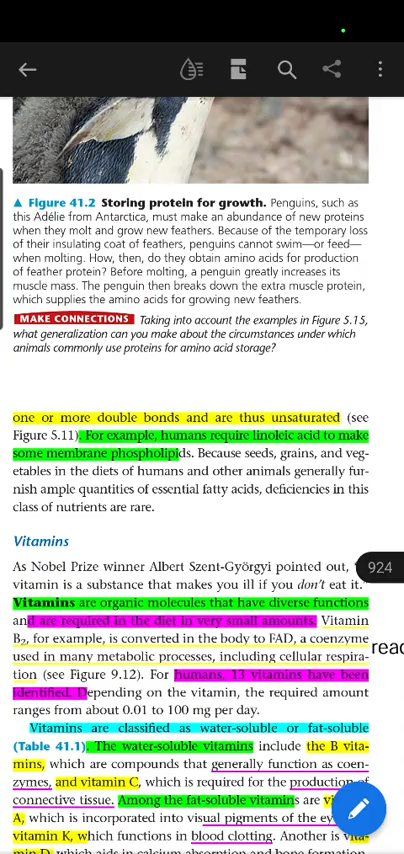 ▲ Figure 41.2 Storing protein for growth. Penguins, such as
this Adélie from Antarctica, must make an abundance of new proteins
when they molt and grow new feathers. Because of the temporary loss
of their insulating coat of feathers, penguins cannot swim—or feed—
when molting. How, then, do they obtain amino acids for production
of feather protein? Before molting, a penguin greatly increases its
muscle mass. The penguin then breaks down the extra muscle protein,
which supplies the amino acids for growing new feathers.
MAKE CONNECTIONS Taking into account the examples in Figure 5.15,
what generalization can you make about the circumstances under which
animals commonly use proteins for amino acid storage?
one or more double bonds and are thus unsaturated (see
Figure 5.11). For example, humans require linoleic acid to make
some membrane phospholipids. Because seeds, grains, and veg-
etables in the diets of humans and other animals generally fur-
nish ample quantities of essential fatty acids, deficiencies in this
class of nutrients are rare.
Vitamins
As Nobel Prize winner Albert Szent-Györgyi pointed out,
924
vitamin is a substance that makes you ill if you don't eat it."
Vitamins are organic molecules that have diverse functions
and are required in the diet in very small amounts. Vitamin
B2, for example, is converted in the body to FAD, a coenzyme
used in many metabolic processes, including cellular respira-
tion (see Figure 9.12). For humans, 13 vitamins have been
identified. Depending on the vitamin, the required amount
ranges from about 0.01 to 100 mg per day.
Vitamins are classified as water-soluble or fat-soluble
(Table 41.1). The water-soluble vitamins include the B vita-
mins, which are compounds that generally function as coen-
zymes, and vitamin C, which is required for the production of
connective tissue. Among the fat-soluble vitamins are
A, which is incorporated into visual pigments of the
vitamin K, which functions in blood clotting. Another is
min D, which aids in calcium absorption and bone formation.